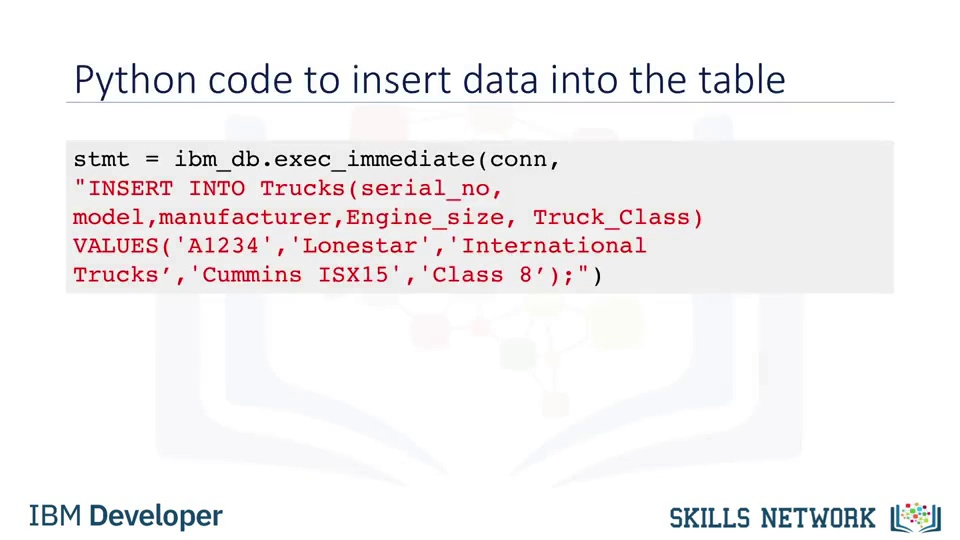 Python code to insert data into the table
stmt = ibm_db.exec_immediate(conn,
"INSERT INTO Trucks(serial_no,
model,manufacturer,Engine_size, Truck_Class)
VALUES('A1234','Lonestar','International
Trucks’,'Cummins ISX15','Class 8’);")
IBM Developer
SKILLS NETWORK